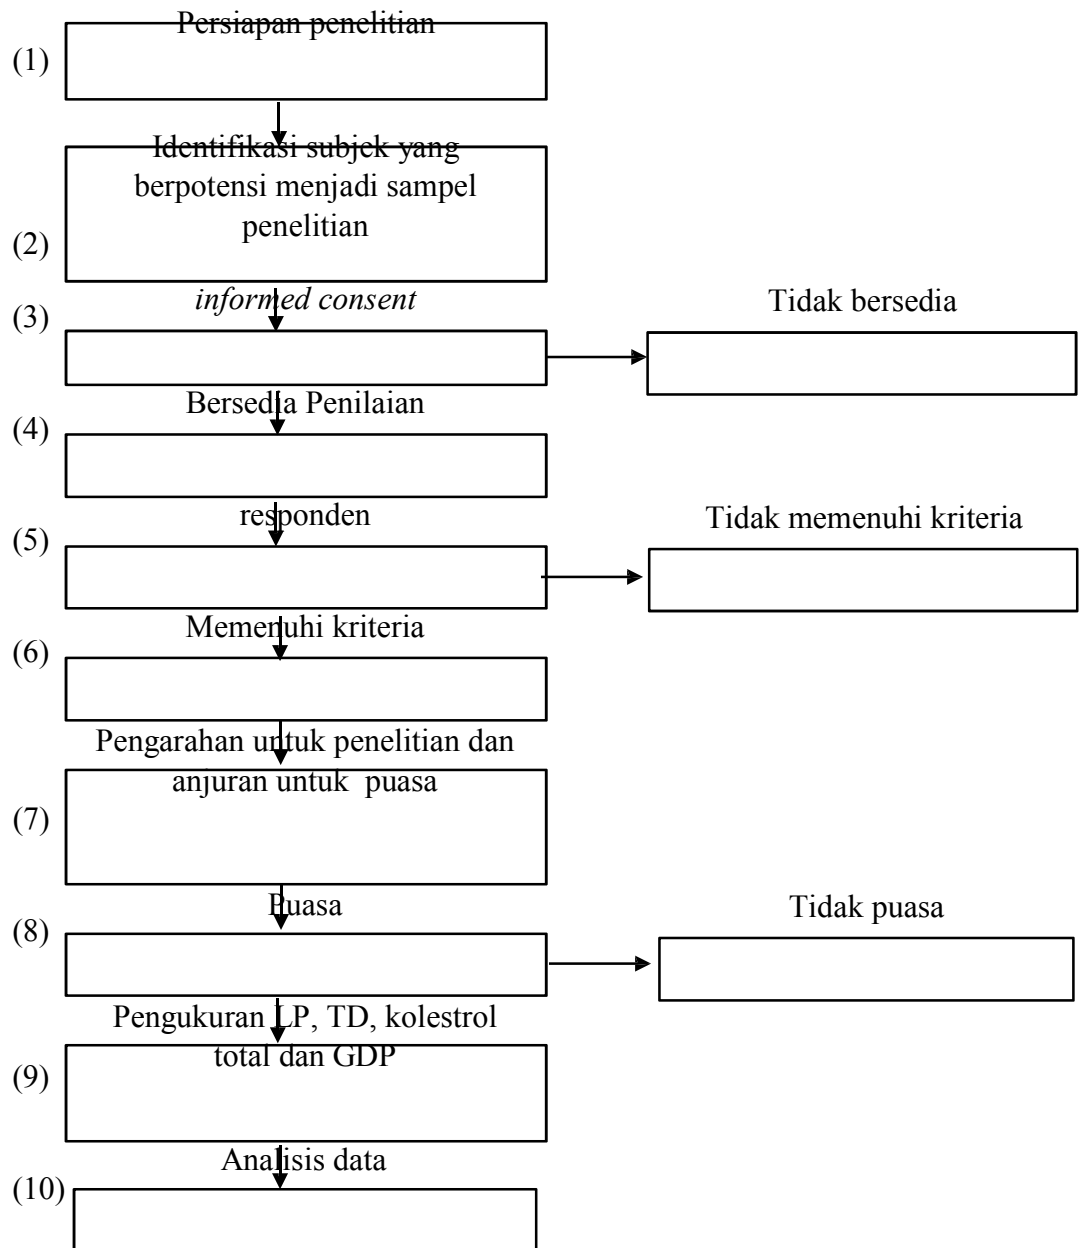 Persiapan penelitian
(1)
Identifikasi subjek yang
berpotensi menjadi sampel
penelitian
(2)
informed consent
Tidak bersedia
(3)
Bersedia Penilaian
(4)
responden
Tidak memenuhi kriteria
(5)
Memenuhi kriteria
(6)
Pengarahan untuk penelitian dan
anjuran untuk puasa
(7)
Puasa
Tidak puasa
(8)
Pengukuran LP, TD, kolestrol
total dan GDP
(9)
Analisis data
(10)